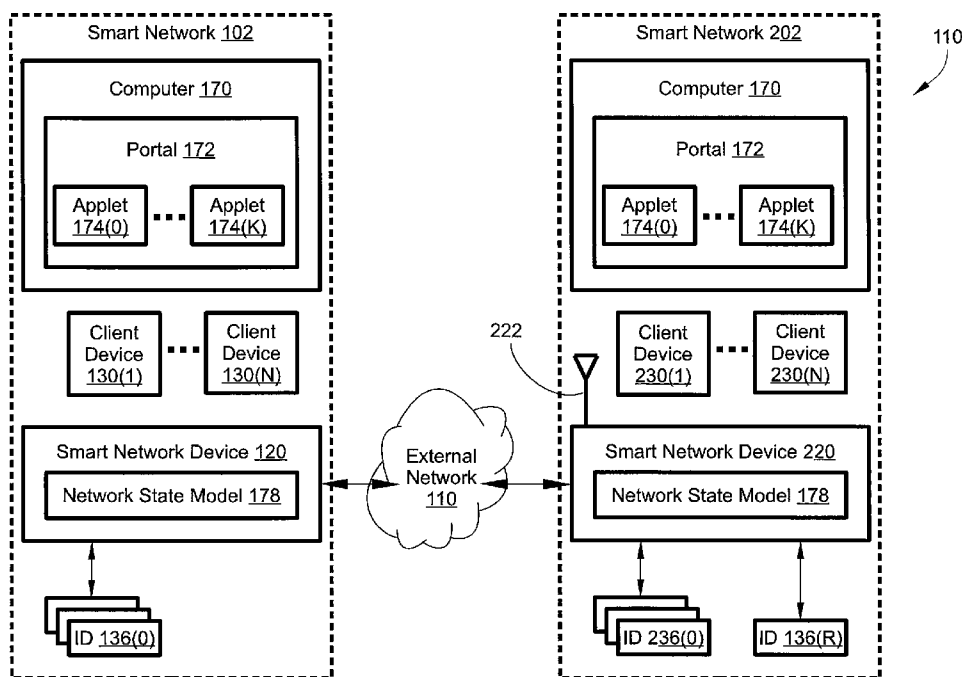 Smart Network 102
Computer 170
Portal 172
Applet
174(0)
Applet
174(K)
Client
Device
130(1)
Client
Device
130(N)
Smart Network Device 120
Network State Model 178
ID 136(0)
External
Network
110
Smart Network 202
Computer 170
Portal 172
Applet
174(0)
Applet
174(K)
222
Client
Device
230(1)
Client
Device
230(N)
Smart Network Device 220
Network State Model 178
ID 236(0)
ID 136(R)
110